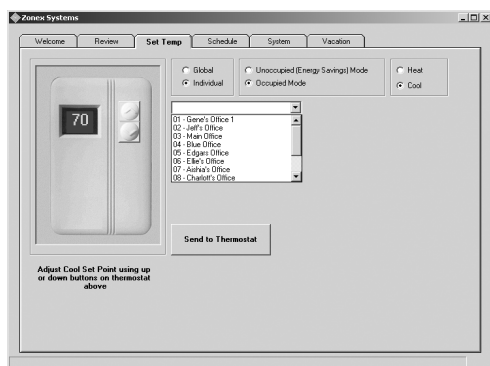 Zonex Systems
Welcome Review Set Temp Schedule System Vacation
Global
Individual
Unoccupied (Energy Savings) Mode
Occupied Mode
Heat
Cool
70
01 - Gene's Office 1
02 - Jeff's Office
03 - Main Office
04 - Blue Office
05 - Edgars Office
06 - Ellie's Office
07 - Aishia's Office
08 - Charlott's Office
Send to Thermostat
Adjust Cool Set Point using up
or down buttons on thermostat
above